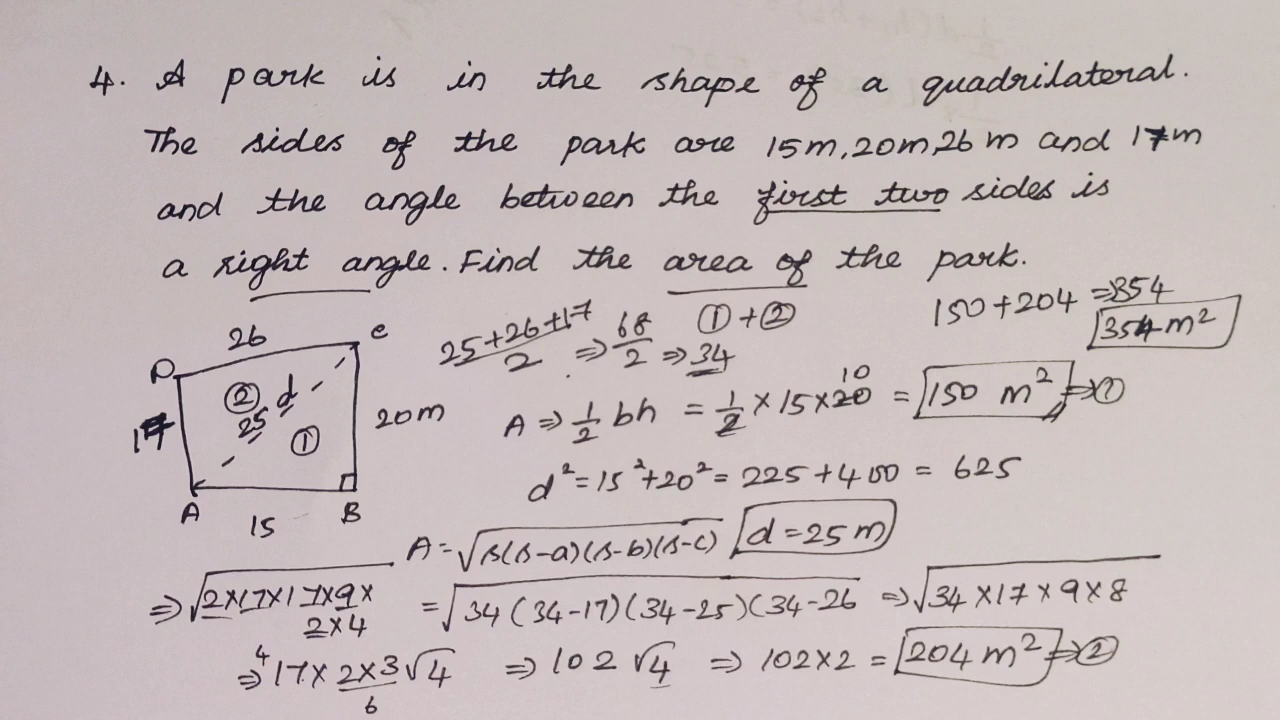 4. A park is in the shape of a quadrilateral.
The sides of the park are 15m, 20m, 26 m and 17m
and the angle between the first two sides is
a right angle. Find the area of the park.
150+204 ⇒354
354 m²
① + ②
25+26+17/2 ⇒ 68/2 ⇒ 34
26
D
C
② d
25
①
17
20m
A
15
B
A ⇒ 1/2 bh = 1/2 × 15 × 20 10 = 150 m² ⇒ ①
d² = 15² + 20² = 225 + 400 = 625
A = √s(s-a)(s-b)(s-c) d = 25 m
= √34 (34-17) (34-25) (34-26 ⇒ √34 × 17 × 9 × 8
⇒ √2×17×17×9×
2×4
⇒ 17 × 2 × 3 √4 ⇒ 102 √4 ⇒ 102×2 = 204 m² ⇒ ②
6